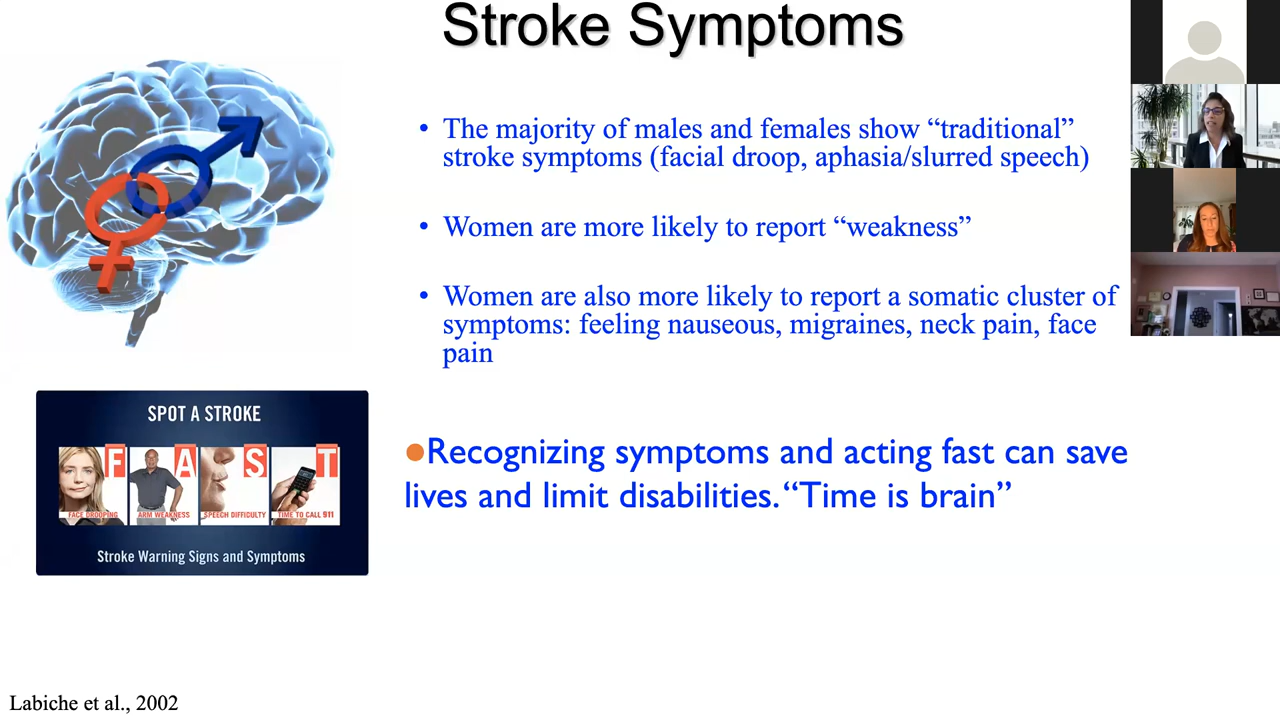 Stroke Symptoms
• The majority of males and females show “traditional”
stroke symptoms (facial droop, aphasia/slurred speech)
• Women are more likely to report “weakness”
• Women are also more likely to report a somatic cluster of
symptoms: feeling nauseous, migraines, neck pain, face
pain
SPOT A STROKE
F A S T
FACE DROOPING ARM WEAKNESS SPEECH DIFFICULTY TIME TO CALL 911
Stroke Warning Signs and Symptoms
●Recognizing symptoms and acting fast can save
lives and limit disabilities. “Time is brain”
Labiche et al., 2002